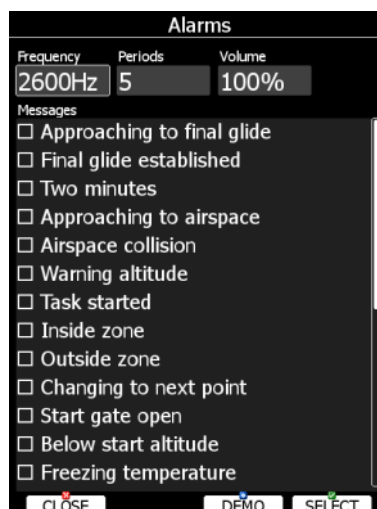 Alarms
Frequency Periods Volume
2600Hz 5 100%
Messages
Approaching to final glide
Final glide established
Two minutes
Approaching to airspace
Airspace collision
Warning altitude
Task started
Inside zone
Outside zone
Changing to next point
Start gate open
Below start altitude
Freezing temperature
CLOSE DEMO SELECT